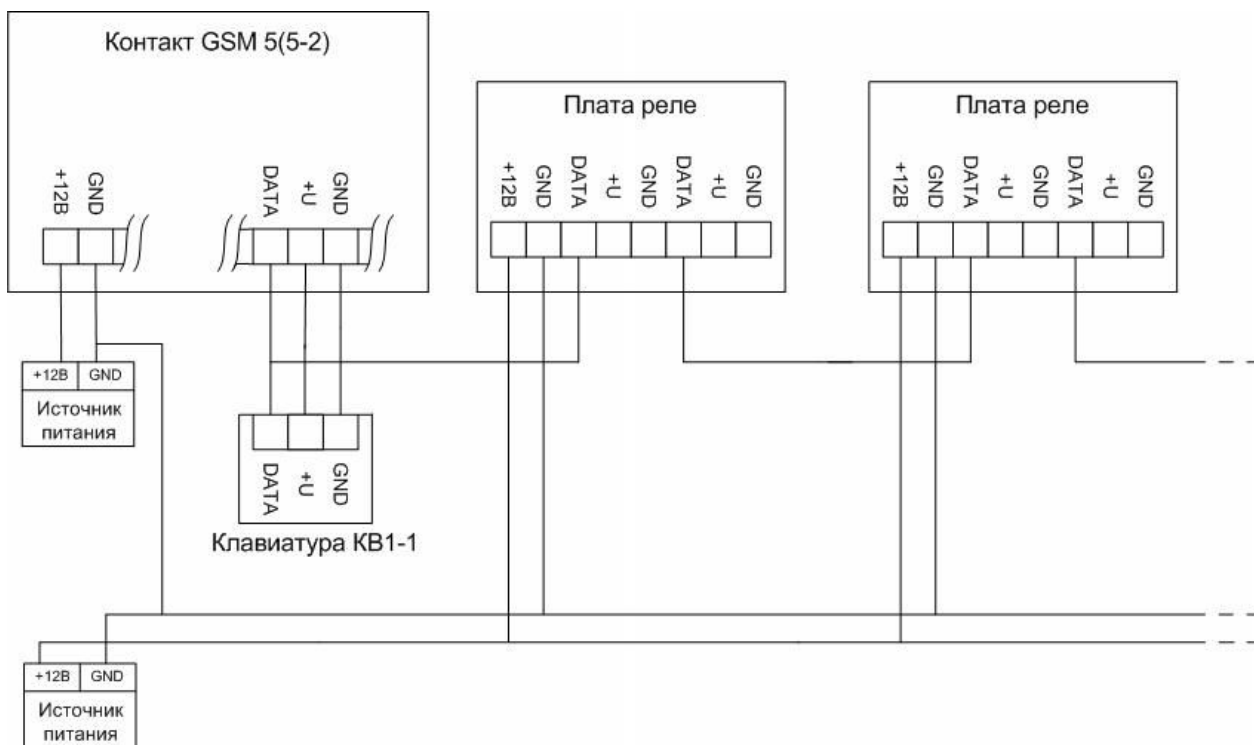 Контакт GSM 5(5-2)
+12В
GND
DATA
+U
GND
Плата реле
+12В
GND
DATA
+U
GND
DATA
+U
GND
Плата реле
+12В
GND
DATA
+U
GND
DATA
+U
GND
+12В
GND
Источник
питания
DATA
+U
GND
Клавиатура КВ1-1
+12В
GND
Источник
питания